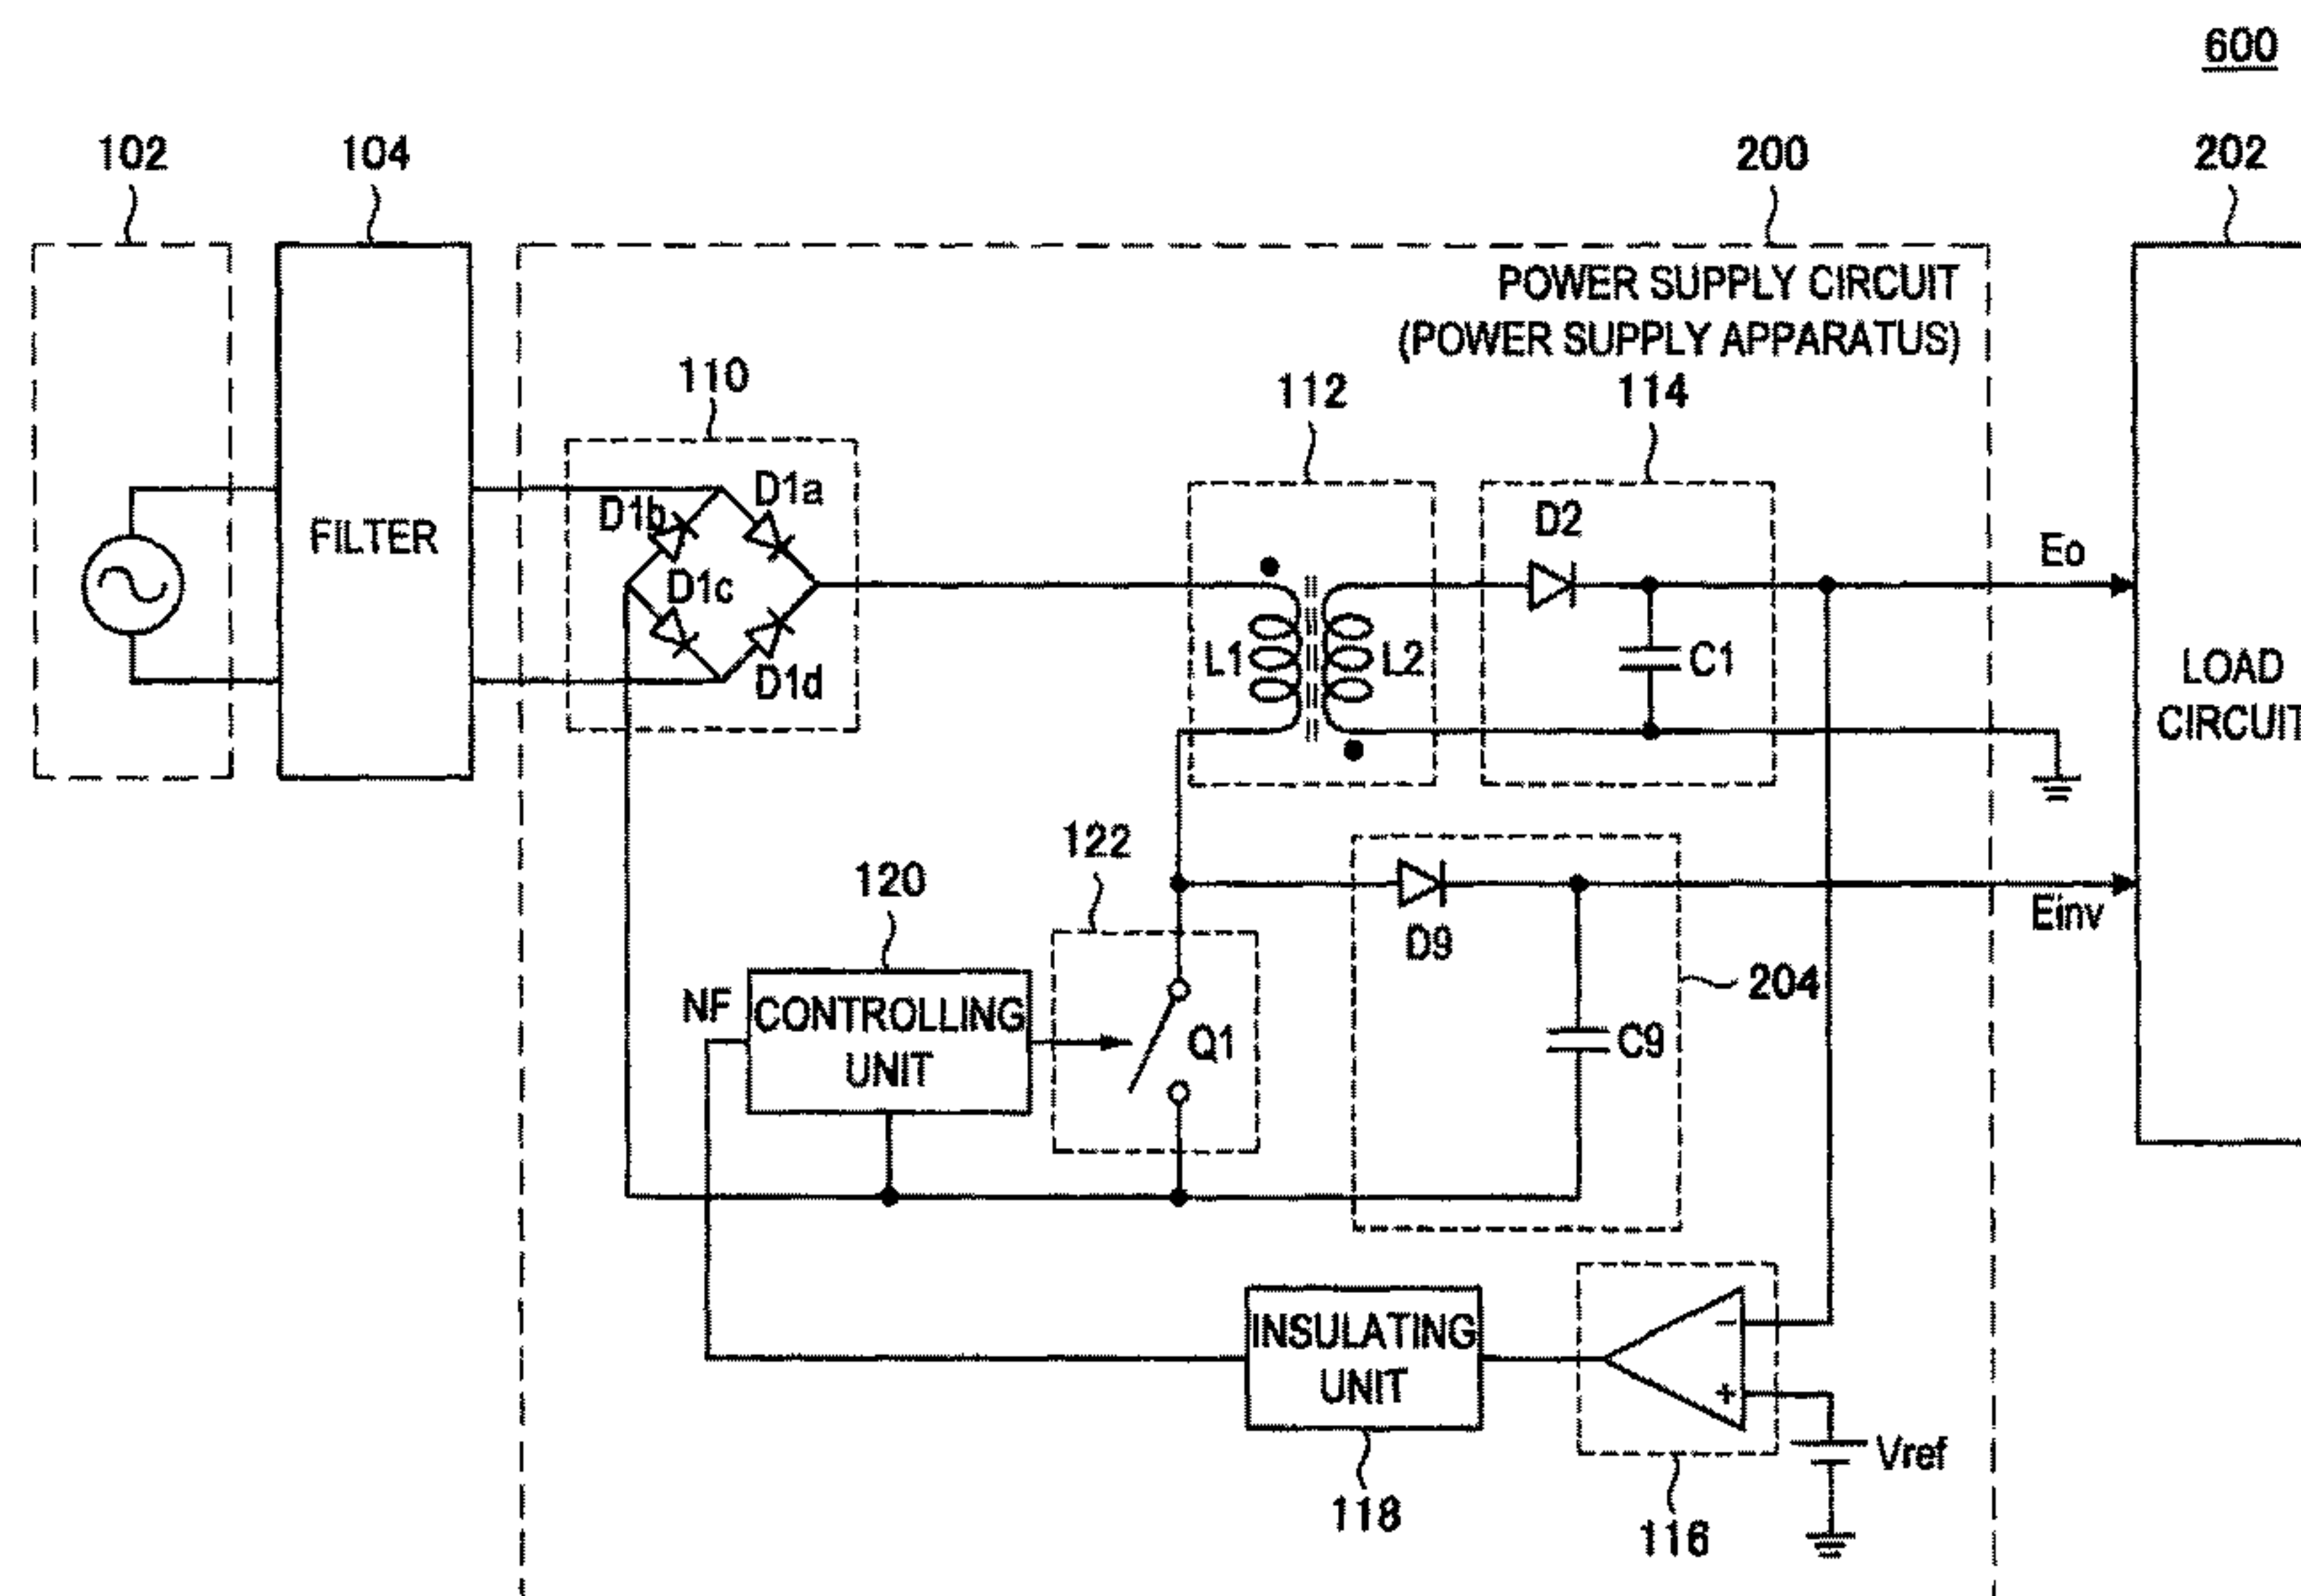 600
102
104
200
202
POWER SUPPLY CIRCUIT
(POWER SUPPLY APPARATUS)
110
112
114
D1a
D1b
D2
FILTER
Eo
D1c
L1
L2
C1
D1d
LOAD
CIRCUIT
122
120
Einv
D9
204
NF
CONTROLLING
UNIT
Q1
C9
INSULATING
UNIT
−
+
Vref
118
116